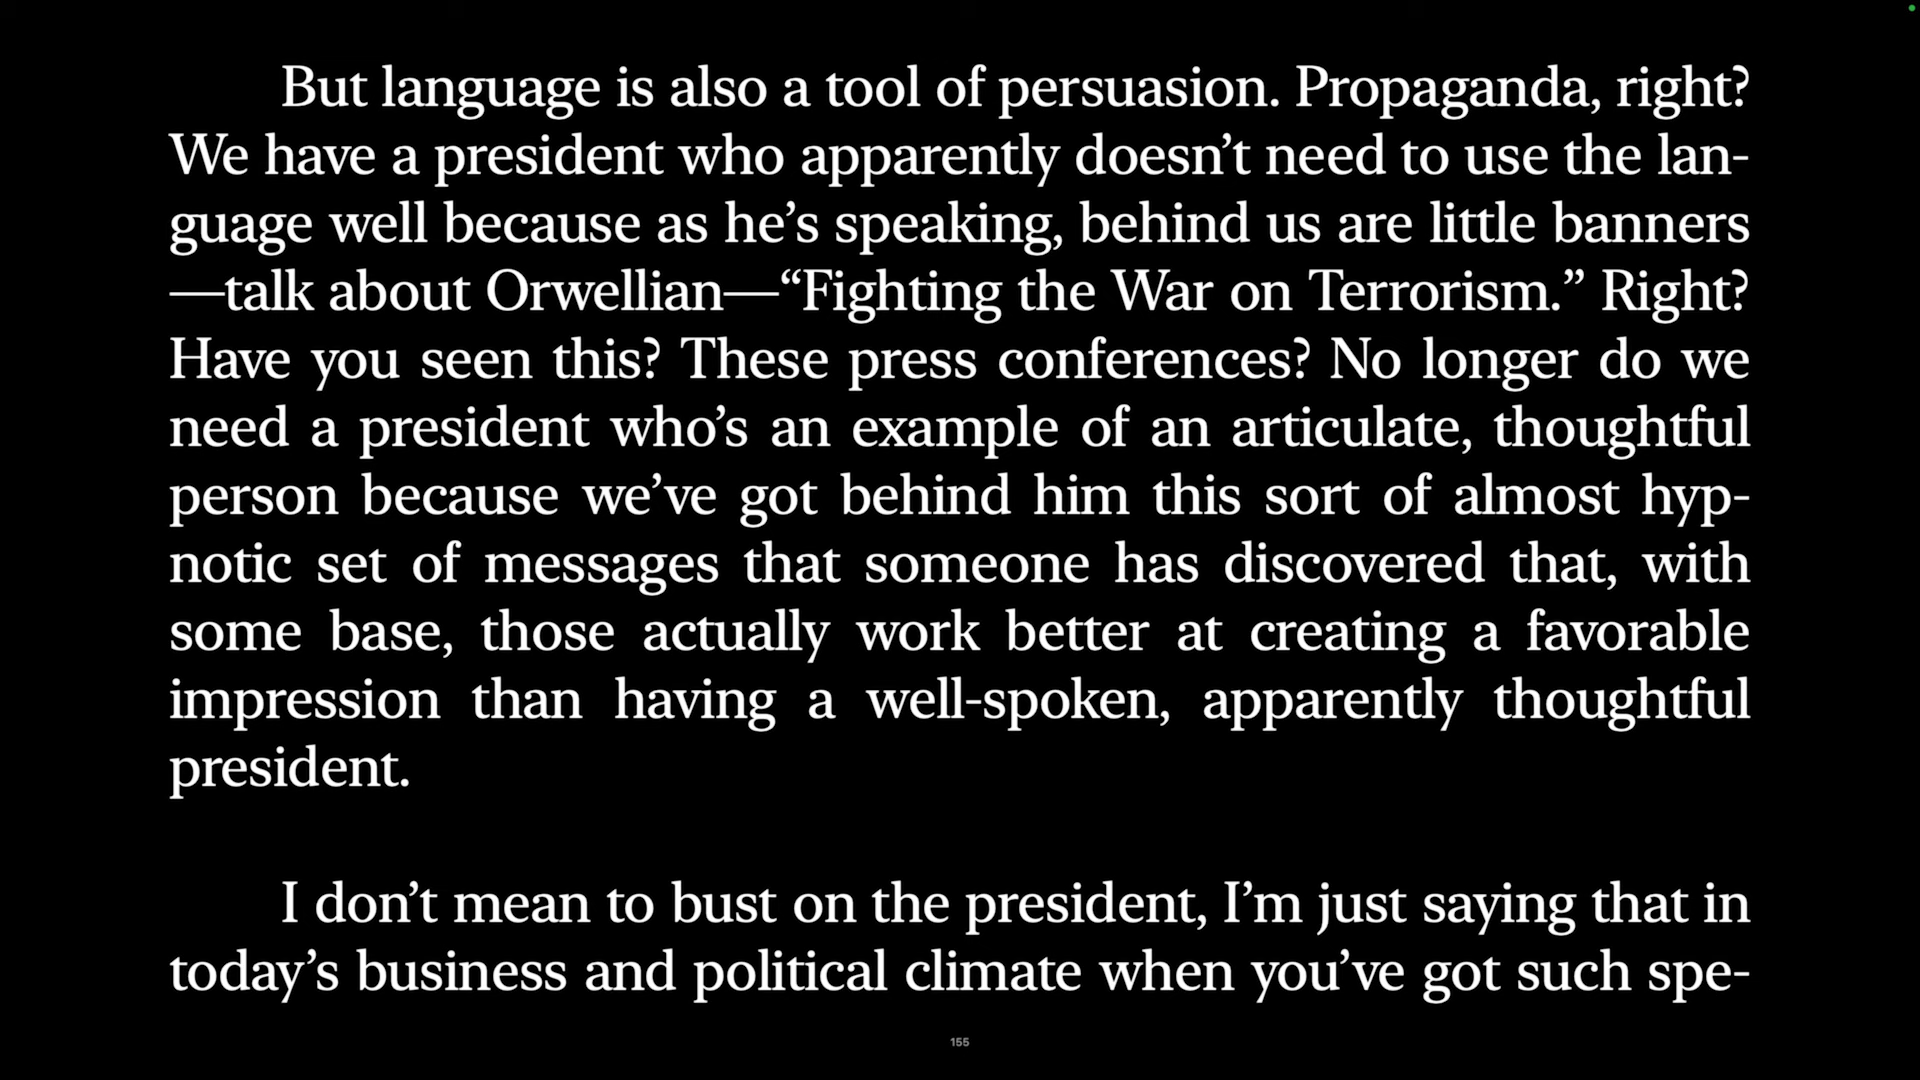 But language is also a tool of persuasion. Propaganda, right?
We have a president who apparently doesn’t need to use the lan-
guage well because as he’s speaking, behind us are little banners
—talk about Orwellian—“Fighting the War on Terrorism.” Right?
Have you seen this? These press conferences? No longer do we
need a president who’s an example of an articulate, thoughtful
person because we’ve got behind him this sort of almost hyp-
notic set of messages that someone has discovered that, with
some base, those actually work better at creating a favorable
impression than having a well-spoken, apparently thoughtful
president.
I don’t mean to bust on the president, I’m just saying that in
today’s business and political climate when you’ve got such spe-
155